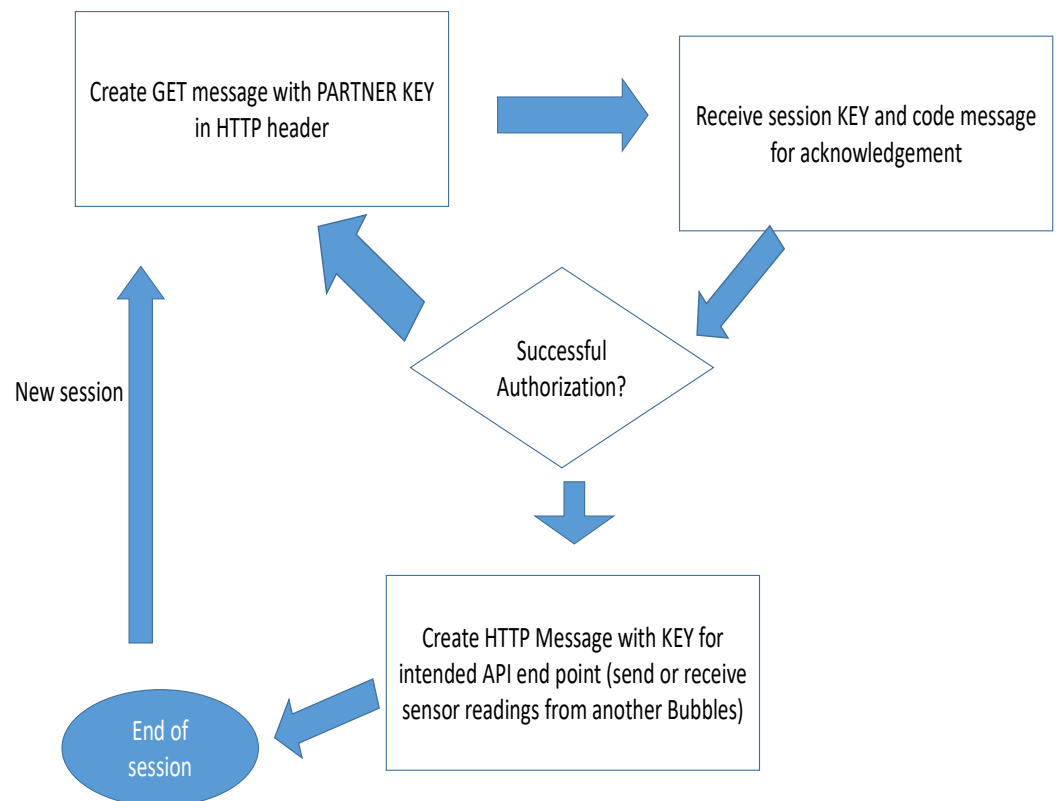 Create GET message with PARTNER KEY
in HTTP header
Receive session KEY and code message
for acknowledgement
Successful
Authorization?
New session
Create HTTP Message with KEY for
intended API end point (send or receive
sensor readings from another Bubbles)
End of
session